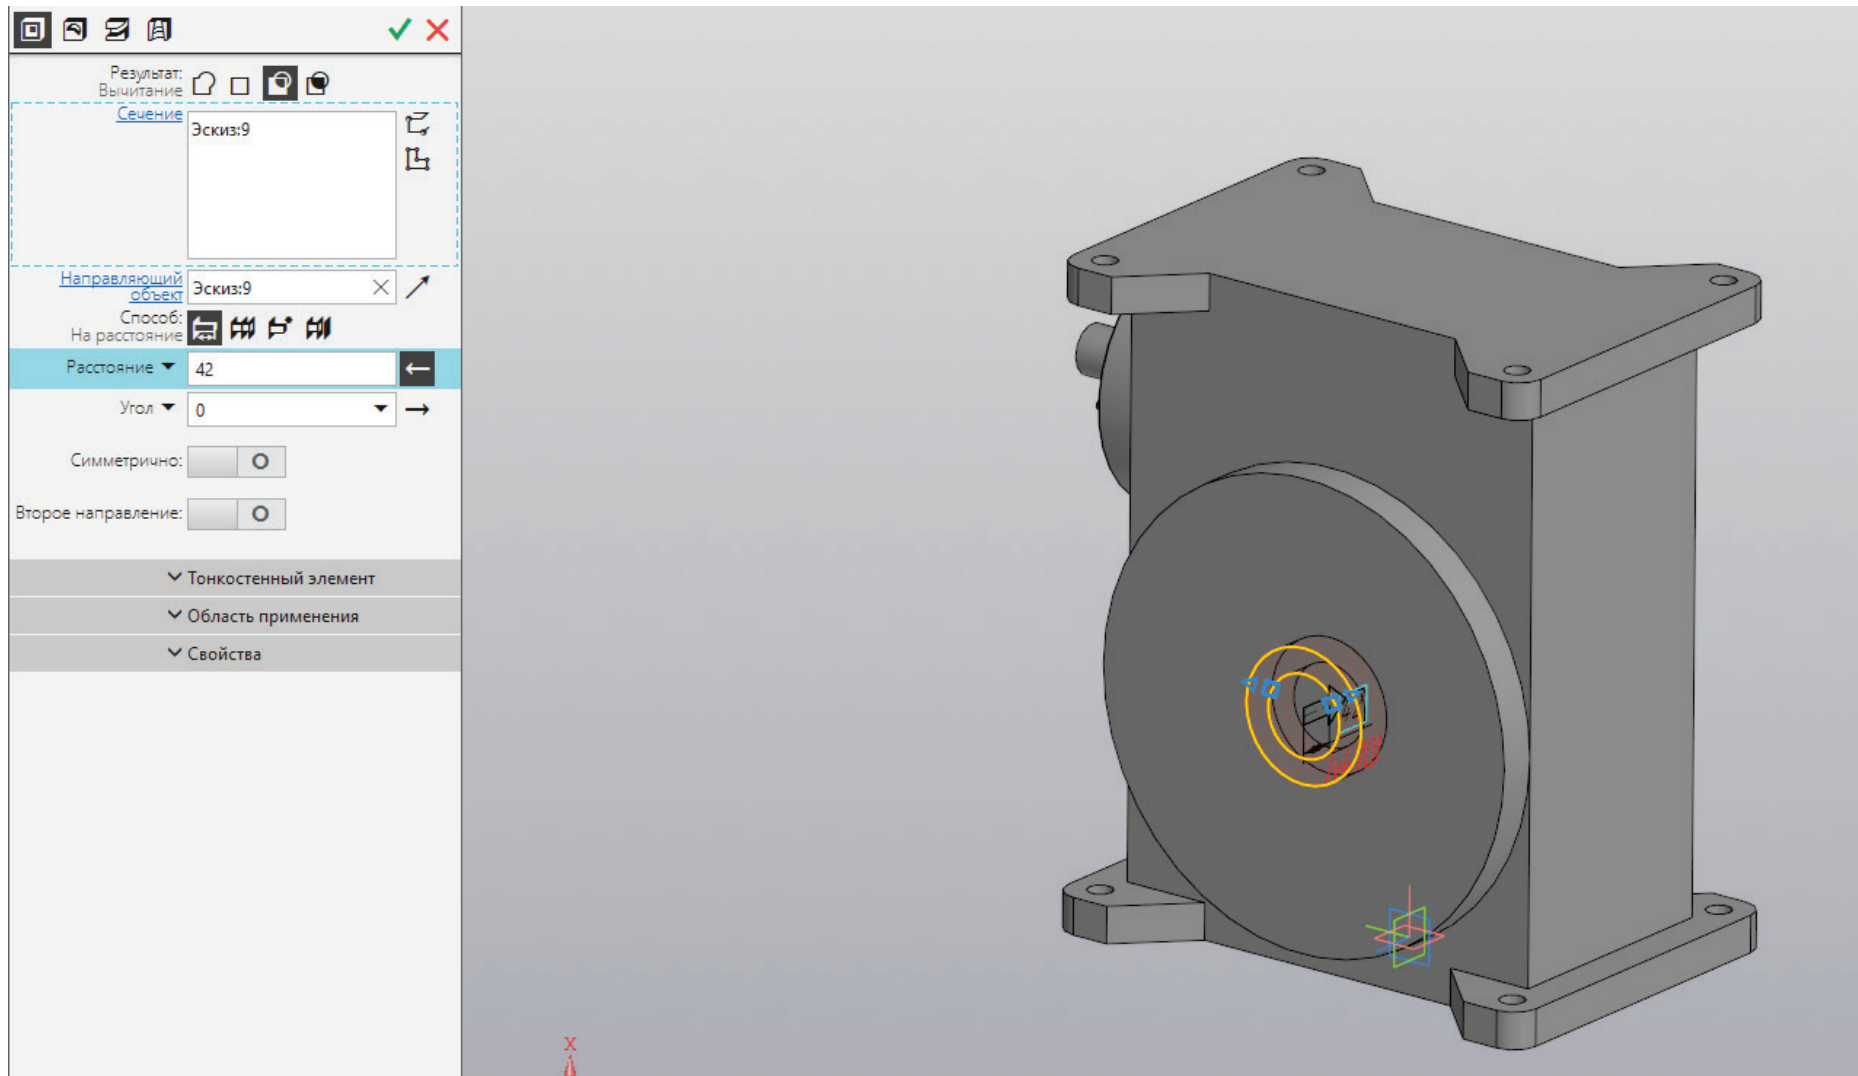 Результат:
Вычитание
Сечение
Эскиз:9
Направляющий
объект
Эскиз:9
Способ:
На расстояние
Расстояние
42
Угол
0
Симметрично:
Второе направление:
Тонкостенный элемент
Область применения
Свойства
X